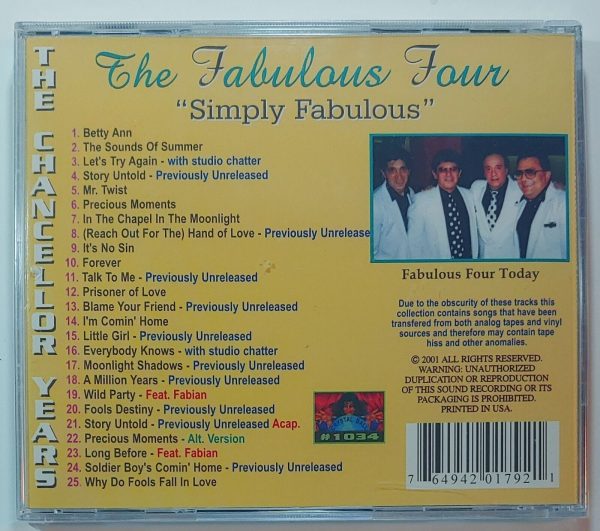 THE CHANCELLOR YEARS
The Fabulous Four
“Simply Fabulous”
1. Betty Ann
2. The Sounds Of Summer
3. Let's Try Again - with studio chatter
4. Story Untold - Previously Unreleased
5. Mr. Twist
6. Precious Moments
7. In The Chapel In The Moonlight
8. (Reach Out For The) Hand of Love - Previously Unrelease
9. It's No Sin
10. Forever
11. Talk To Me - Previously Unreleased
12. Prisoner of Love
13. Blame Your Friend - Previously Unreleased
14. I'm Comin' Home
15. Little Girl - Previously Unreleased
16. Everybody Knows - with studio chatter
17. Moonlight Shadows - Previously Unreleased
18. A Million Years - Previously Unreleased
19. Wild Party - Feat. Fabian
20. Fools Destiny - Previously Unreleased
21. Story Untold - Previously Unreleased Acap.
22. Precious Moments - Alt. Version
23. Long Before - Feat. Fabian
24. Soldier Boy's Comin' Home - Previously Unreleased
25. Why Do Fools Fall In Love
Fabulous Four Today
Due to the obscurity of these tracks this
collection contains songs that have been
transfered from both analog tapes and vinyl
sources and therefore may contain tape
hiss and other anomalies.
© 2001 ALL RIGHTS RESERVED.
WARNING: UNAUTHORIZED
DUPLICATION OR REPRODUCTION
OF THIS SOUND RECORDING OR ITS
PACKAGING IS PROHIBITED.
PRINTED IN USA.
#1034
7 64942 01792 1